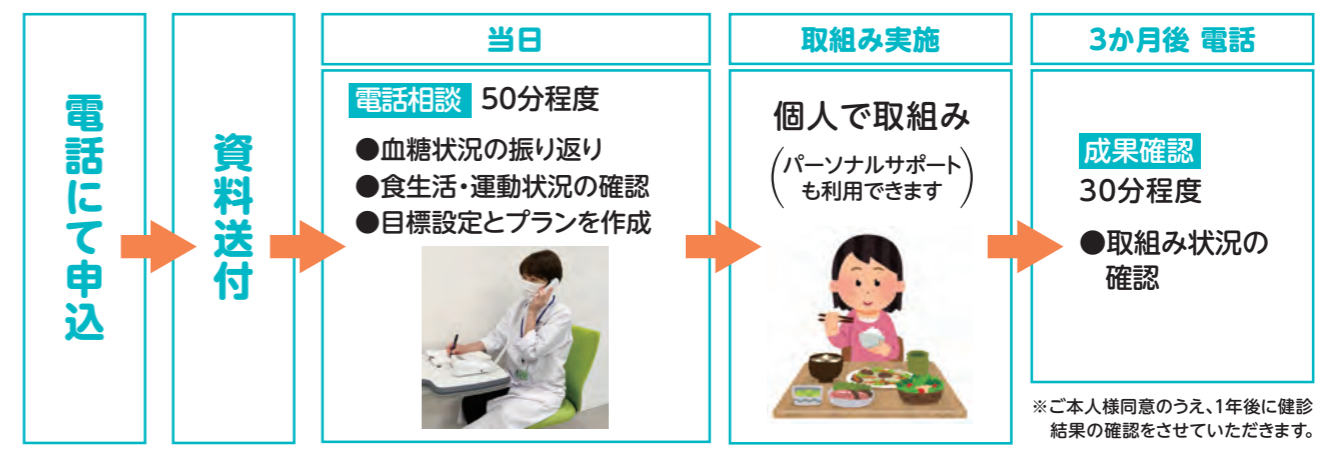 電話にて申込
資料送付
当日
電話相談 50分程度
●血糖状況の振り返り
●食生活・運動状況の確認
●目標設定とプランを作成
取組み実施
個人で取組み
(パーソナルサポート
も利用できます)
3か月後 電話
成果確認
30分程度
●取組み状況の
確認
※ご本人様同意のうえ、1年後に健診
結果の確認をさせていただきます。